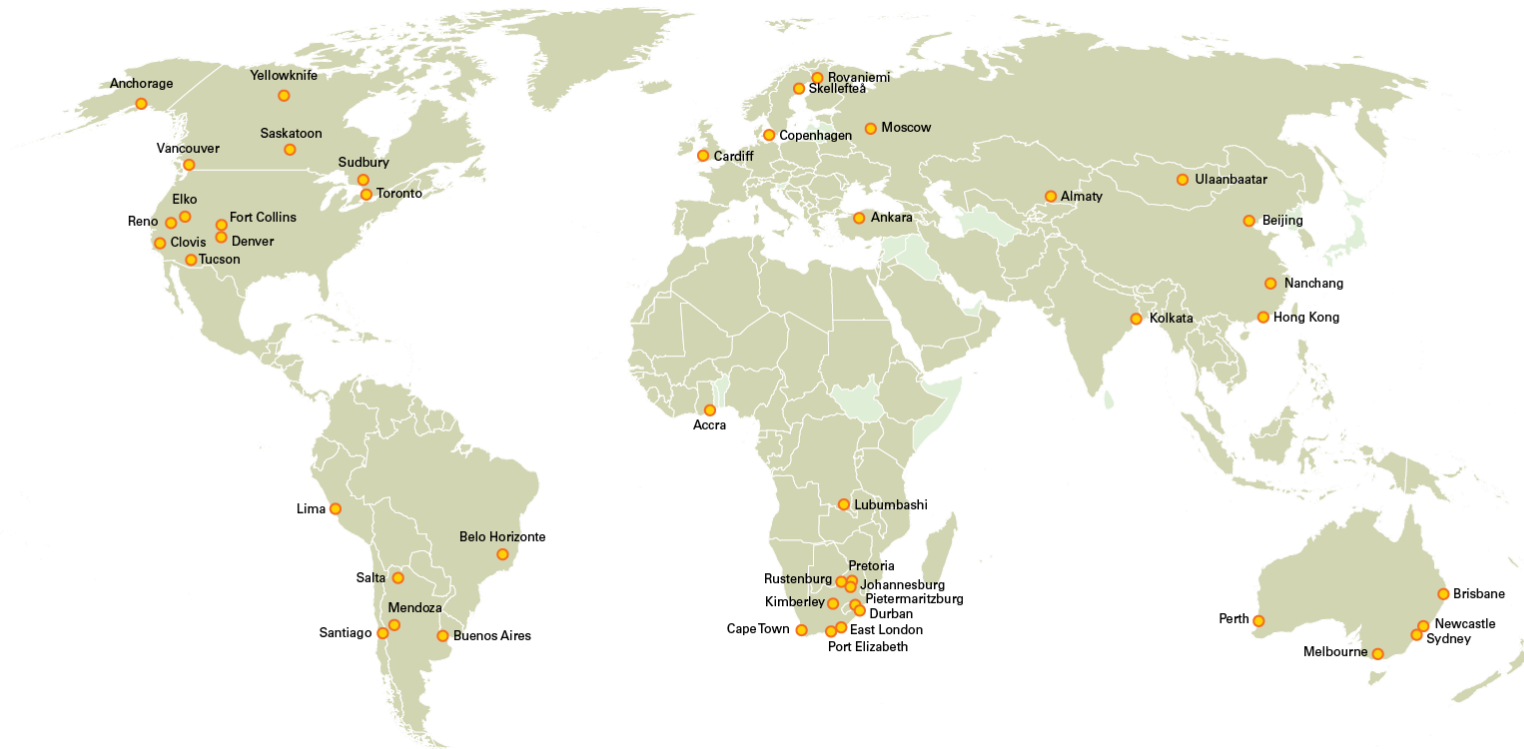 Anchorage
Yellowknife
Saskatoon
Vancouver
Sudbury
Toronto
Elko
Reno
Fort Collins
Clovis
Denver
Tucson
Lima
Belo Horizonte
Salta
Mendoza
Santiago
Buenos Aires
Rovaniemi
Skellefteå
Copenhagen
Moscow
Cardiff
Ankara
Accra
Lubumbashi
Pretoria
Rustenburg
Johannesburg
Kimberley
Pietermaritzburg
Durban
Cape Town
East London
Port Elizabeth
Ulaanbaatar
Almaty
Beijing
Nanchang
Kolkata
Hong Kong
Brisbane
Perth
Newcastle
Sydney
Melbourne